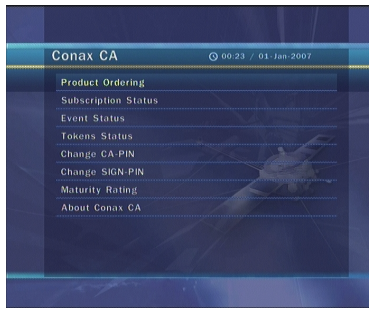 Conax CA
00:23 / 01-Jan-2007
Product Ordering
Subscription Status
Event Status
Tokens Status
Change CA-PIN
Change SIGN-PIN
Maturity Rating
About Conax CA